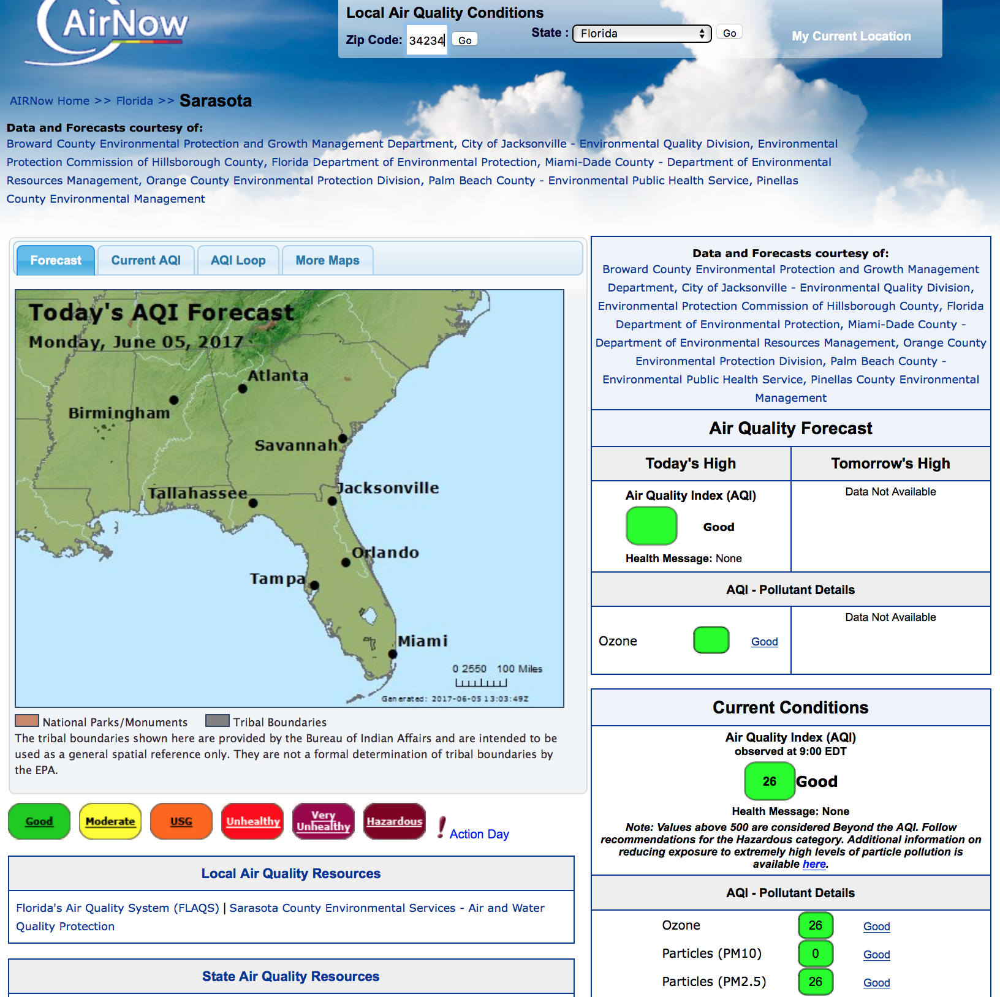 AirNow
Local Air Quality Conditions
Zip Code: 34234 Go
State : Florida Go
My Current Location
AIRNow Home >> Florida >> Sarasota
Data and Forecasts courtesy of:
Broward County Environmental Protection and Growth Management Department, City of Jacksonville - Environmental Quality Division, Environmental
Protection Commission of Hillsborough County, Florida Department of Environmental Protection, Miami-Dade County - Department of Environmental
Resources Management, Orange County Environmental Protection Division, Palm Beach County - Environmental Public Health Service, Pinellas
County Environmental Management
Forecast
Current AQI
AQI Loop
More Maps
Today's AQI Forecast
Monday, June 05, 2017
Atlanta
Birmingham
Savannah
Tallahassee
Jacksonville
Orlando
Tampa
Miami
0 2550 100 Miles
Generated: 2017-06-05 13:03:49Z
National Parks/Monuments
Tribal Boundaries
The tribal boundaries shown here are provided by the Bureau of Indian Affairs and are intended to
used as a general spatial reference only. They are not a formal determination of tribal boundaries by
the EPA.
Good
Moderate
USG
Unhealthy
Very
Unhealthy
Hazardous
! Action Day
Local Air Quality Resources
Florida's Air Quality System (FLAQS) | Sarasota County Environmental Services - Air and Water
Quality Protection
State Air Quality Resources
Data and Forecasts courtesy of:
Broward County Environmental Protection and Growth Management
Department, City of Jacksonville - Environmental Quality Division,
Environmental Protection Commission of Hillsborough County, Florida
Department of Environmental Protection, Miami-Dade County -
Department of Environmental Resources Management, Orange County
Environmental Protection Division, Palm Beach County -
Environmental Public Health Service, Pinellas County Environmental
Management
Air Quality Forecast
Today's High
Tomorrow's High
Air Quality Index (AQI)
Data Not Available
Good
Health Message: None
AQI - Pollutant Details
Ozone Good
Data Not Available
Current Conditions
Air Quality Index (AQI)
observed at 9:00 EDT
26 Good
Health Message: None
Note: Values above 500 are considered Beyond the AQI. Follow
recommendations for the Hazardous category. Additional information on
reducing exposure to extremely high levels of particle pollution is
available here.
AQI - Pollutant Details
Ozone 26 Good
Particles (PM10) 0 Good
Particles (PM2.5) 26 Good